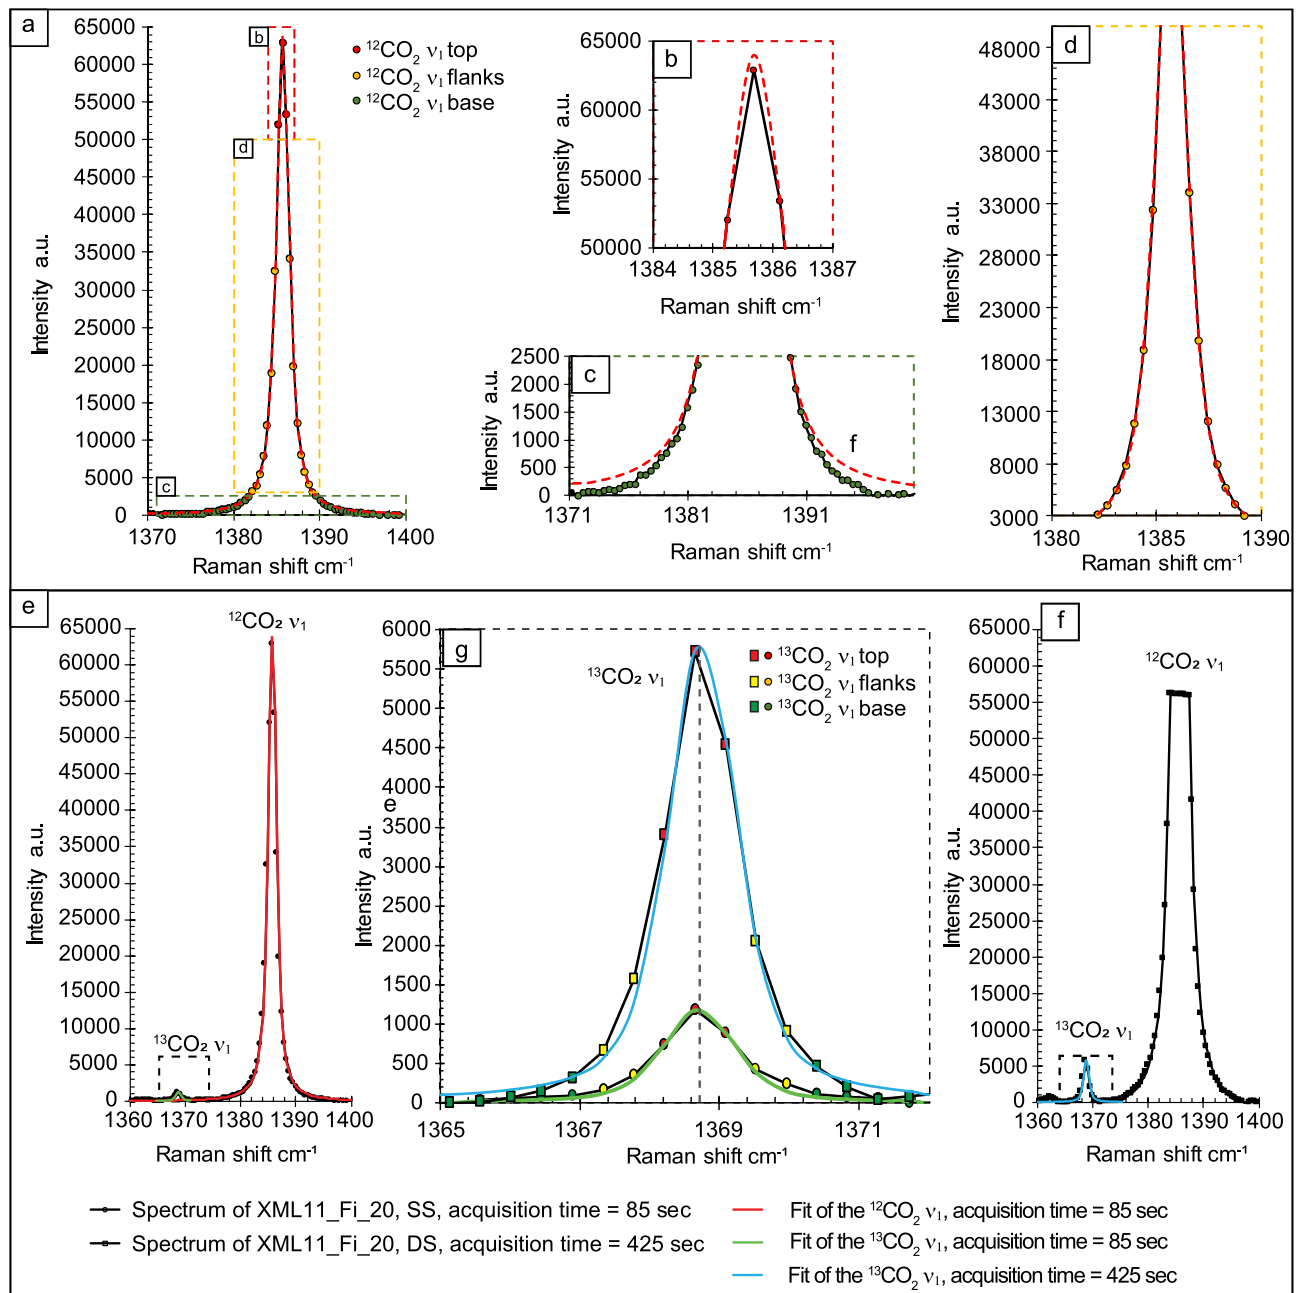 a
65000
60000
55000
50000
45000
40000
35000
30000
25000
20000
15000
10000
5000
0
1370
1380
1390
1400
Intensity a.u.
Raman shift cm⁻¹
b
d
c
¹²CO₂ ν₁ top
¹²CO₂ ν₁ flanks
¹²CO₂ ν₁ base
b
65000
60000
55000
50000
1384
1385
1386
1387
Intensity a.u.
Raman shift cm⁻¹
c
2500
2000
1500
1000
500
0
1371
1381
1391
f
Intensity a.u.
Raman shift cm⁻¹
d
48000
43000
38000
33000
28000
23000
18000
13000
8000
3000
1380
1385
1390
Intensity a.u.
Raman shift cm⁻¹
e
¹²CO₂ ν₁
65000
60000
55000
50000
45000
40000
35000
30000
25000
20000
15000
10000
5000
0
¹³CO₂ ν₁
1360
1370
1380
1390
1400
Intensity a.u.
Raman shift cm⁻¹
g
6000
5500
5000
4500
4000
e
3500
3000
2500
2000
1500
1000
500
0
¹³CO₂ ν₁
¹³CO₂ ν₁ top
¹³CO₂ ν₁ flanks
¹³CO₂ ν₁ base
1365
1367
1369
1371
Intensity a.u.
Raman shift cm⁻¹
f
¹²CO₂ ν₁
65000
60000
55000
50000
45000
40000
35000
30000
25000
20000
15000
10000
5000
0
¹³CO₂ ν₁
1360
1370
1380
1390
1400
Intensity a.u.
Raman shift cm⁻¹
Spectrum of XML11_Fi_20, SS, acquisition time = 85 sec
Spectrum of XML11_Fi_20, DS, acquisition time = 425 sec
Fit of the ¹²CO₂ ν₁, acquisition time = 85 sec
Fit of the ¹³CO₂ ν₁, acquisition time = 85 sec
Fit of the ¹³CO₂ ν₁, acquisition time = 425 sec